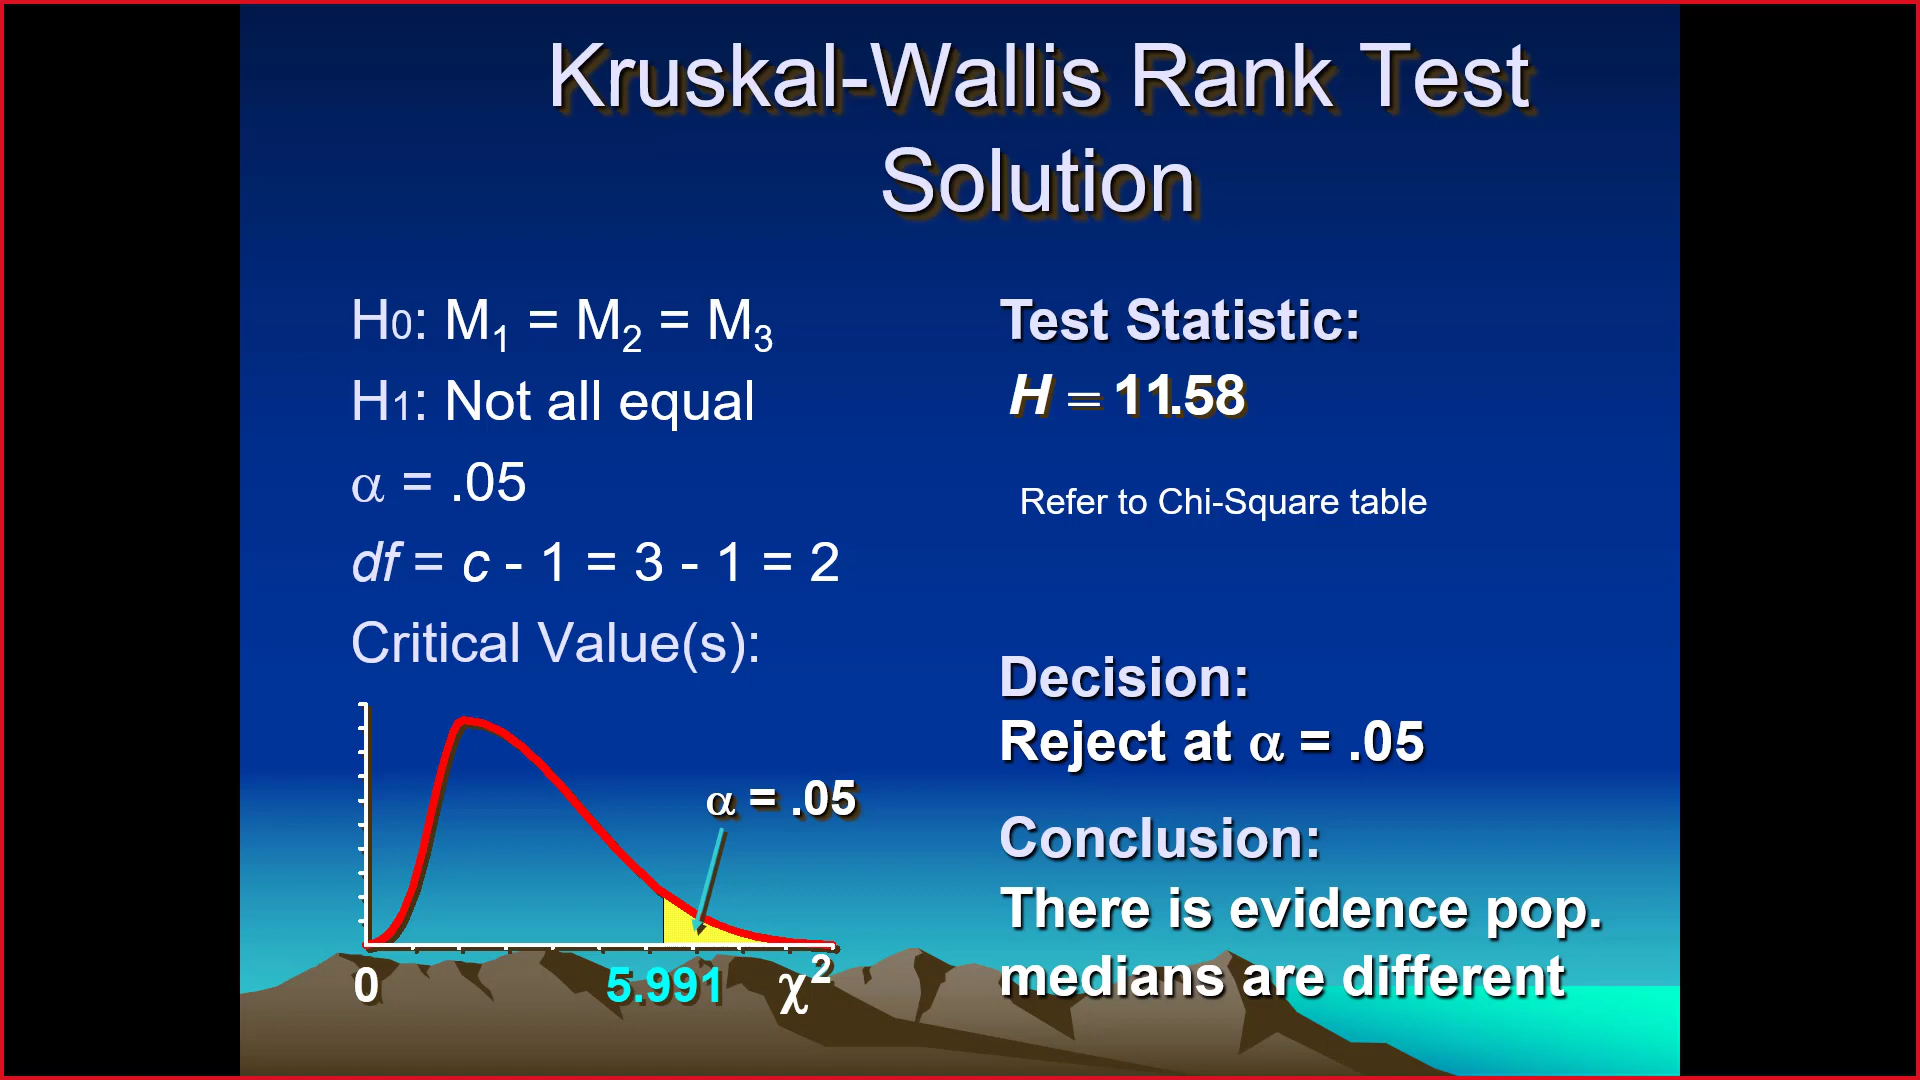 Kruskal-Wallis Rank Test
Solution
H0: M1 = M2 = M3
H1: Not all equal
α = .05
df = c - 1 = 3 - 1 = 2
Critical Value(s):
α = .05
0
5.991
χ2
Test Statistic:
H = 11.58
Refer to Chi-Square table
Decision:
Reject at α = .05
Conclusion:
There is evidence pop.
medians are different